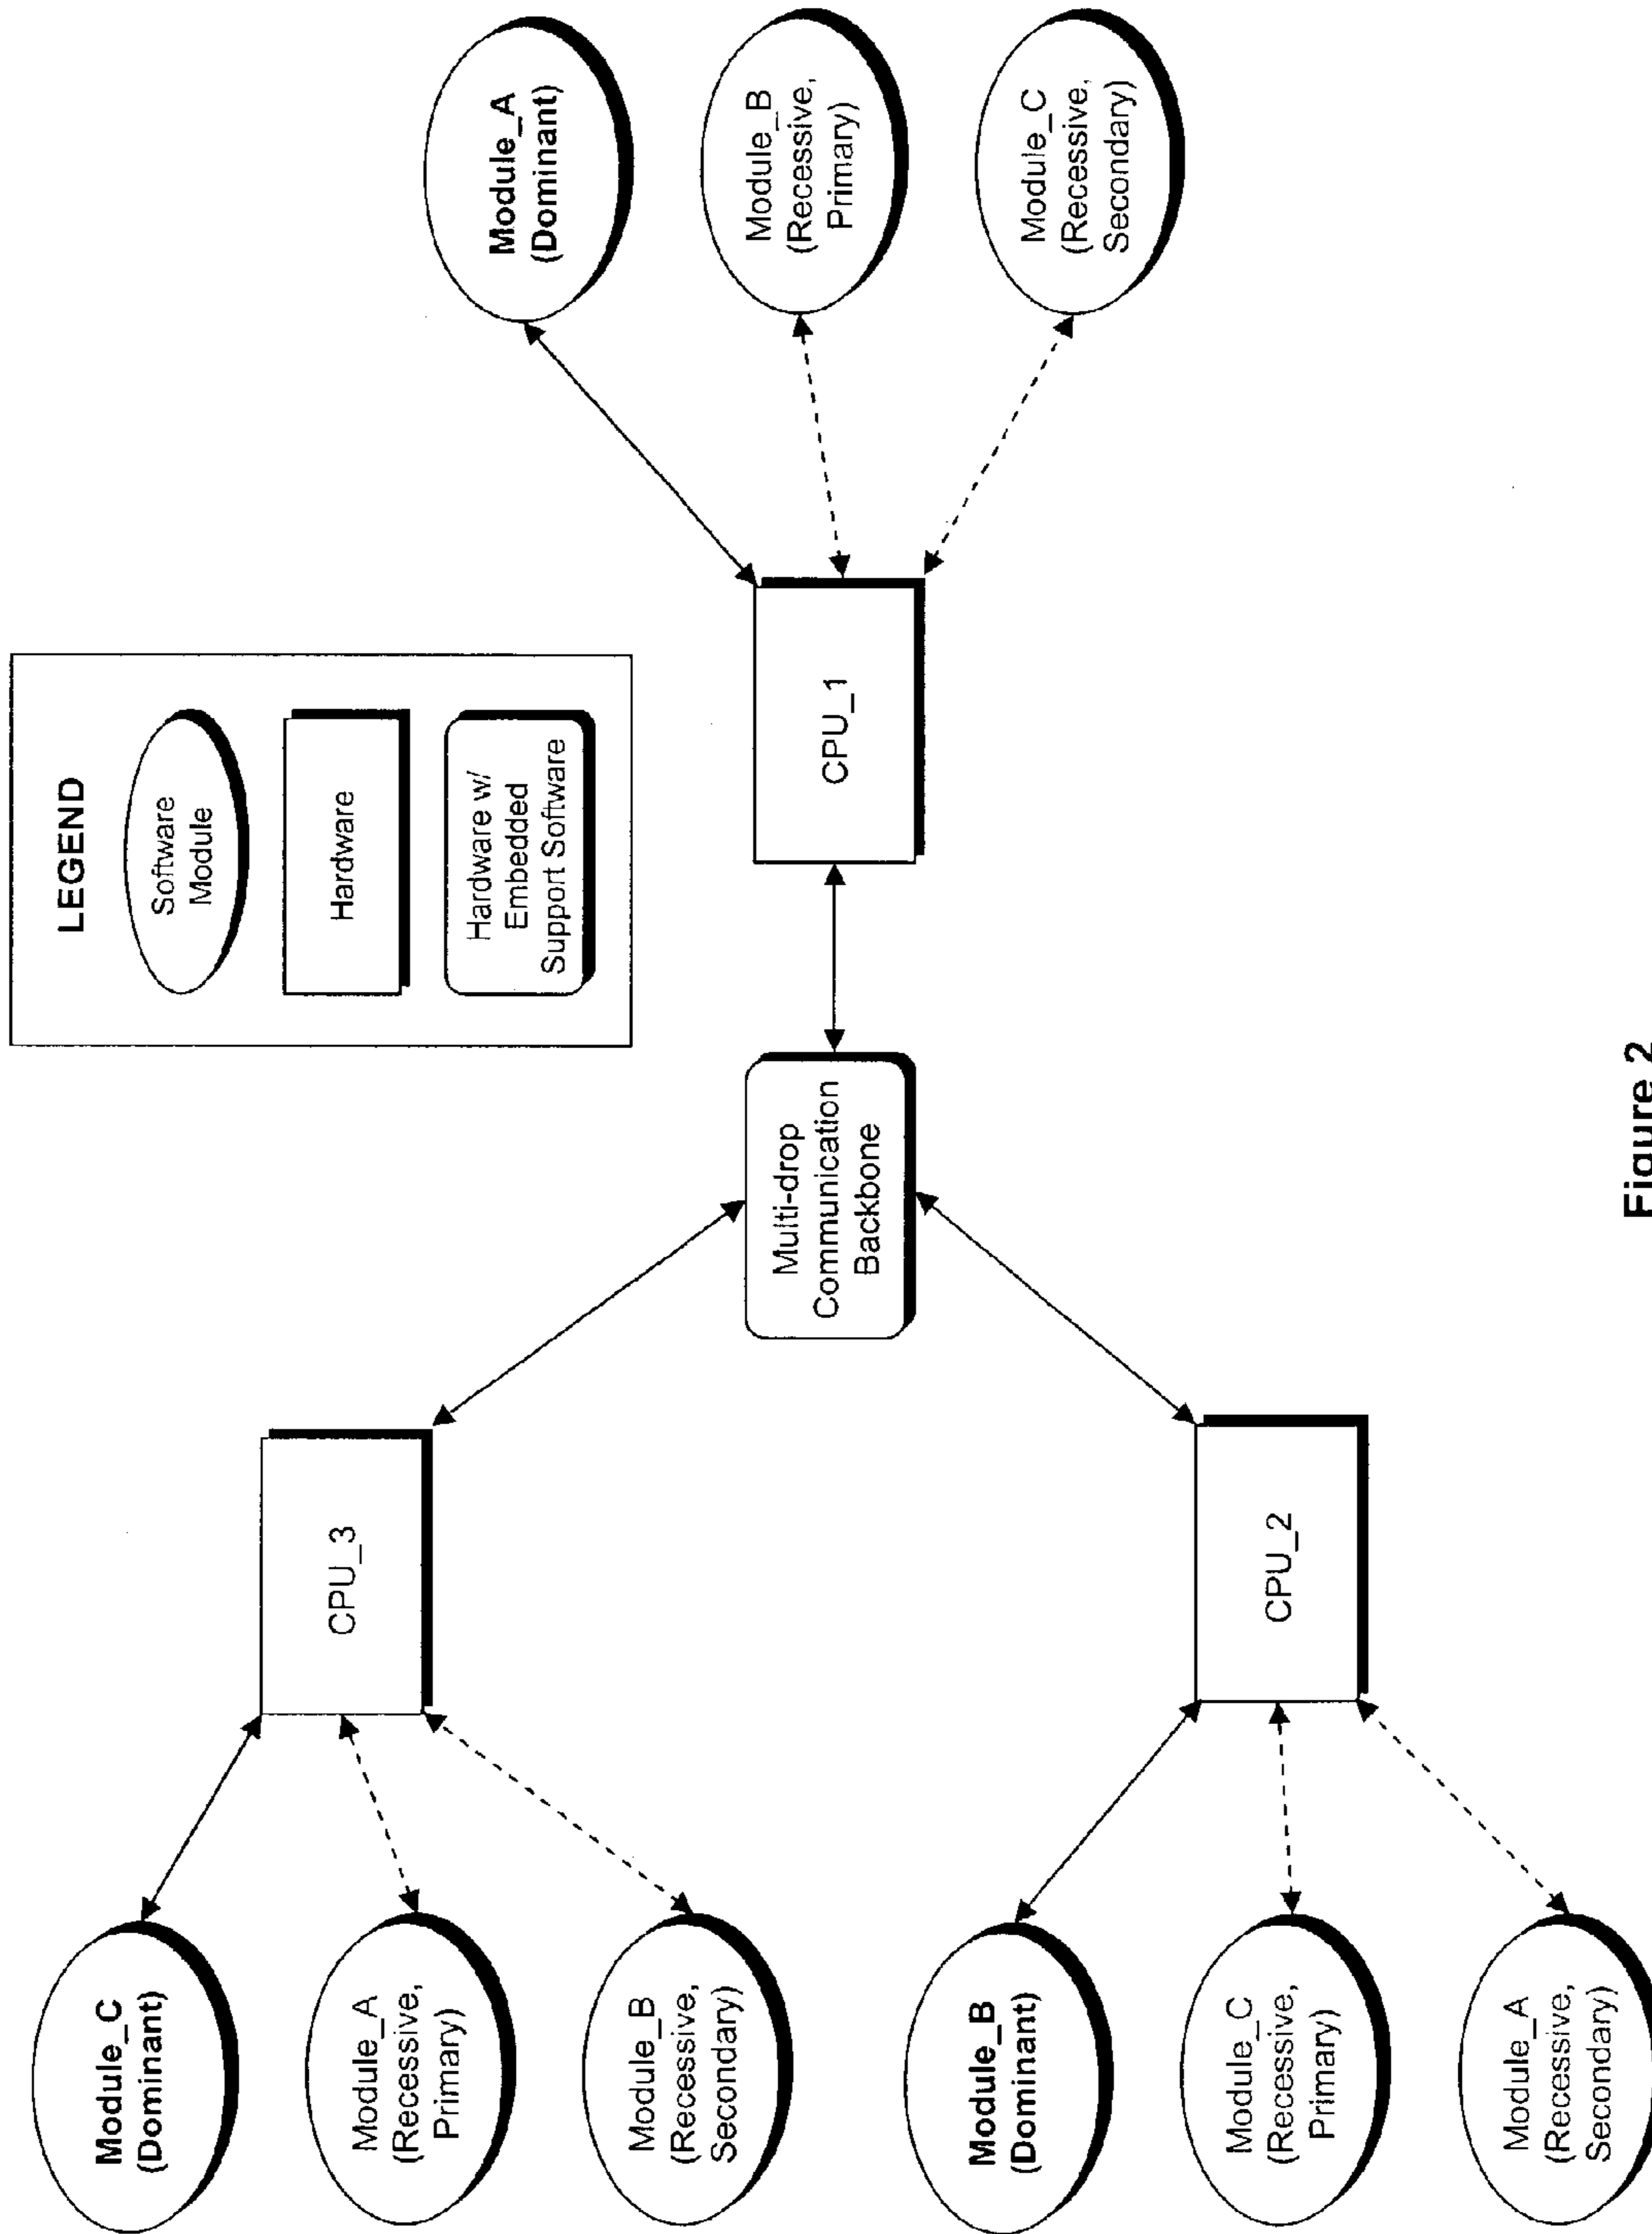 Module_C
(Dominant)
Module_A
(Recessive,
Primary)
Module_B
(Recessive,
Secondary)
CPU_3
Module_B
(Dominant)
Module_C
(Recessive,
Primary)
Module_A
(Recessive,
Secondary)
CPU_2
Multi-drop
Communication
Backbone
LEGEND
Software
Module
Hardware
Hardware w/
Embedded
Support Software
CPU_1
Module_A
(Dominant)
Module_B
(Recessive,
Primary)
Module_C
(Recessive,
Secondary)
Figure 2